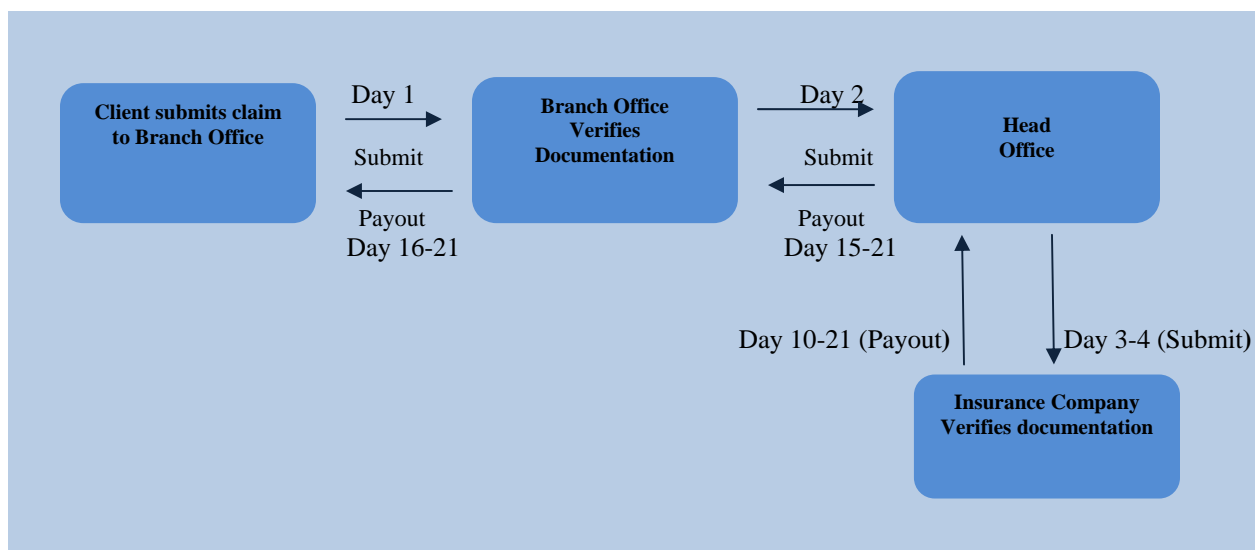 Client submits claim
to Branch Office
Day 1
Submit
Payout
Day 16-21
Branch Office
Verifies
Documentation
Day 2
Submit
Payout
Day 15-21
Head
Office
Day 10-21 (Payout)
Day 3-4 (Submit)
Insurance Company
Verifies documentation